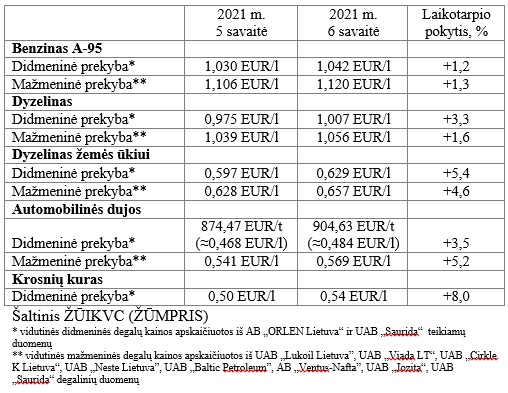 2021 m. 5 savaitė 2021 m. 6 savaitė Laikotarpio pokytis, %
Benzinas A-95
Didmeninė prekyba* 1,030 EUR/l 1,042 EUR/l +1,2
Mažmeninė prekyba** 1,106 EUR/l 1,120 EUR/l +1,3
Dyzelinas
Didmeninė prekyba* 0,975 EUR/l 1,007 EUR/l +3,3
Mažmeninė prekyba** 1,039 EUR/l 1,056 EUR/l +1,6
Dyzelinas žemės ūkiui
Didmeninė prekyba* 0,597 EUR/l 0,629 EUR/l +5,4
Mažmeninė prekyba** 0,628 EUR/l 0,657 EUR/l +4,6
Automobilinės dujos
874,47 EUR/t 904,63 EUR/t
Didmeninė prekyba* (≈0,468 EUR/l) (≈0,484 EUR/l) +3,5
Mažmeninė prekyba** 0,541 EUR/l 0,569 EUR/l +5,2
Krosnių kuras
Didmeninė prekyba* 0,50 EUR/l 0,54 EUR/l +8,0
Šaltinis ŽŪIKVC (ŽŪMPRIS)
* vidutinės didmeninės degalų kainos apskaičiuotos iš AB „ORLEN Lietuva“ ir UAB „Saurida“ teikiamų
duomenų
** vidutinės mažmeninės degalų kainos apskaičiuotos iš UAB „Lukoil Lietuva”, UAB „Viada LT“, UAB „Cirkle
K Lietuva”, UAB „Neste Lietuva”, UAB „Baltic Petroleum”, AB „Ventus-Nafta”, UAB „Jozita”, UAB
„Saurida” degalinių duomenų